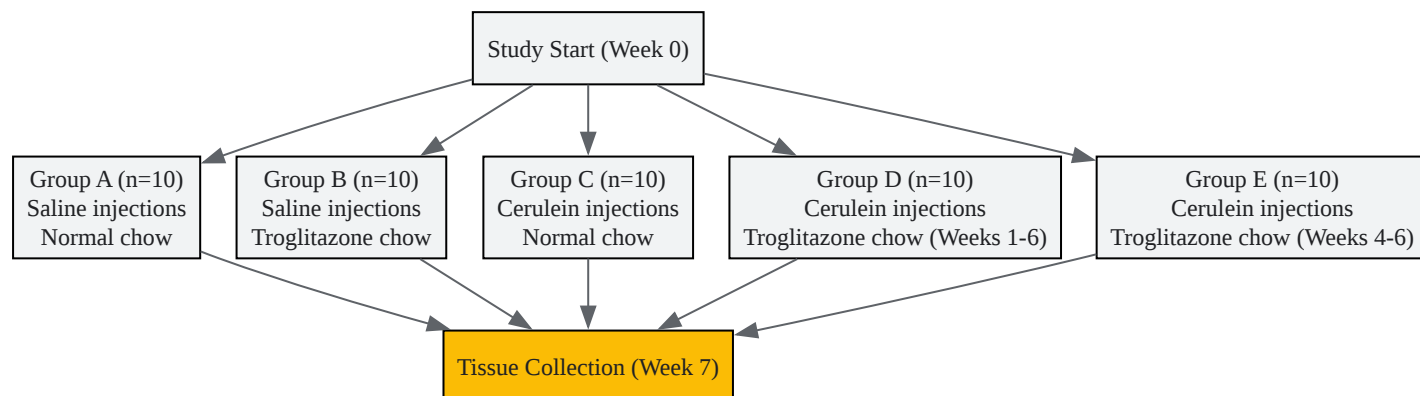 Study Start (Week 0)
Group A (n=10)
Saline injections
Normal chow
Group B (n=10)
Saline injections
Troglitazone chow
Group C (n=10)
Cerulein injections
Normal chow
Group D (n=10)
Cerulein injections
Troglitazone chow (Weeks 1-6)
Group E (n=10)
Cerulein injections
Troglitazone chow (Weeks 4-6)
Tissue Collection (Week 7)